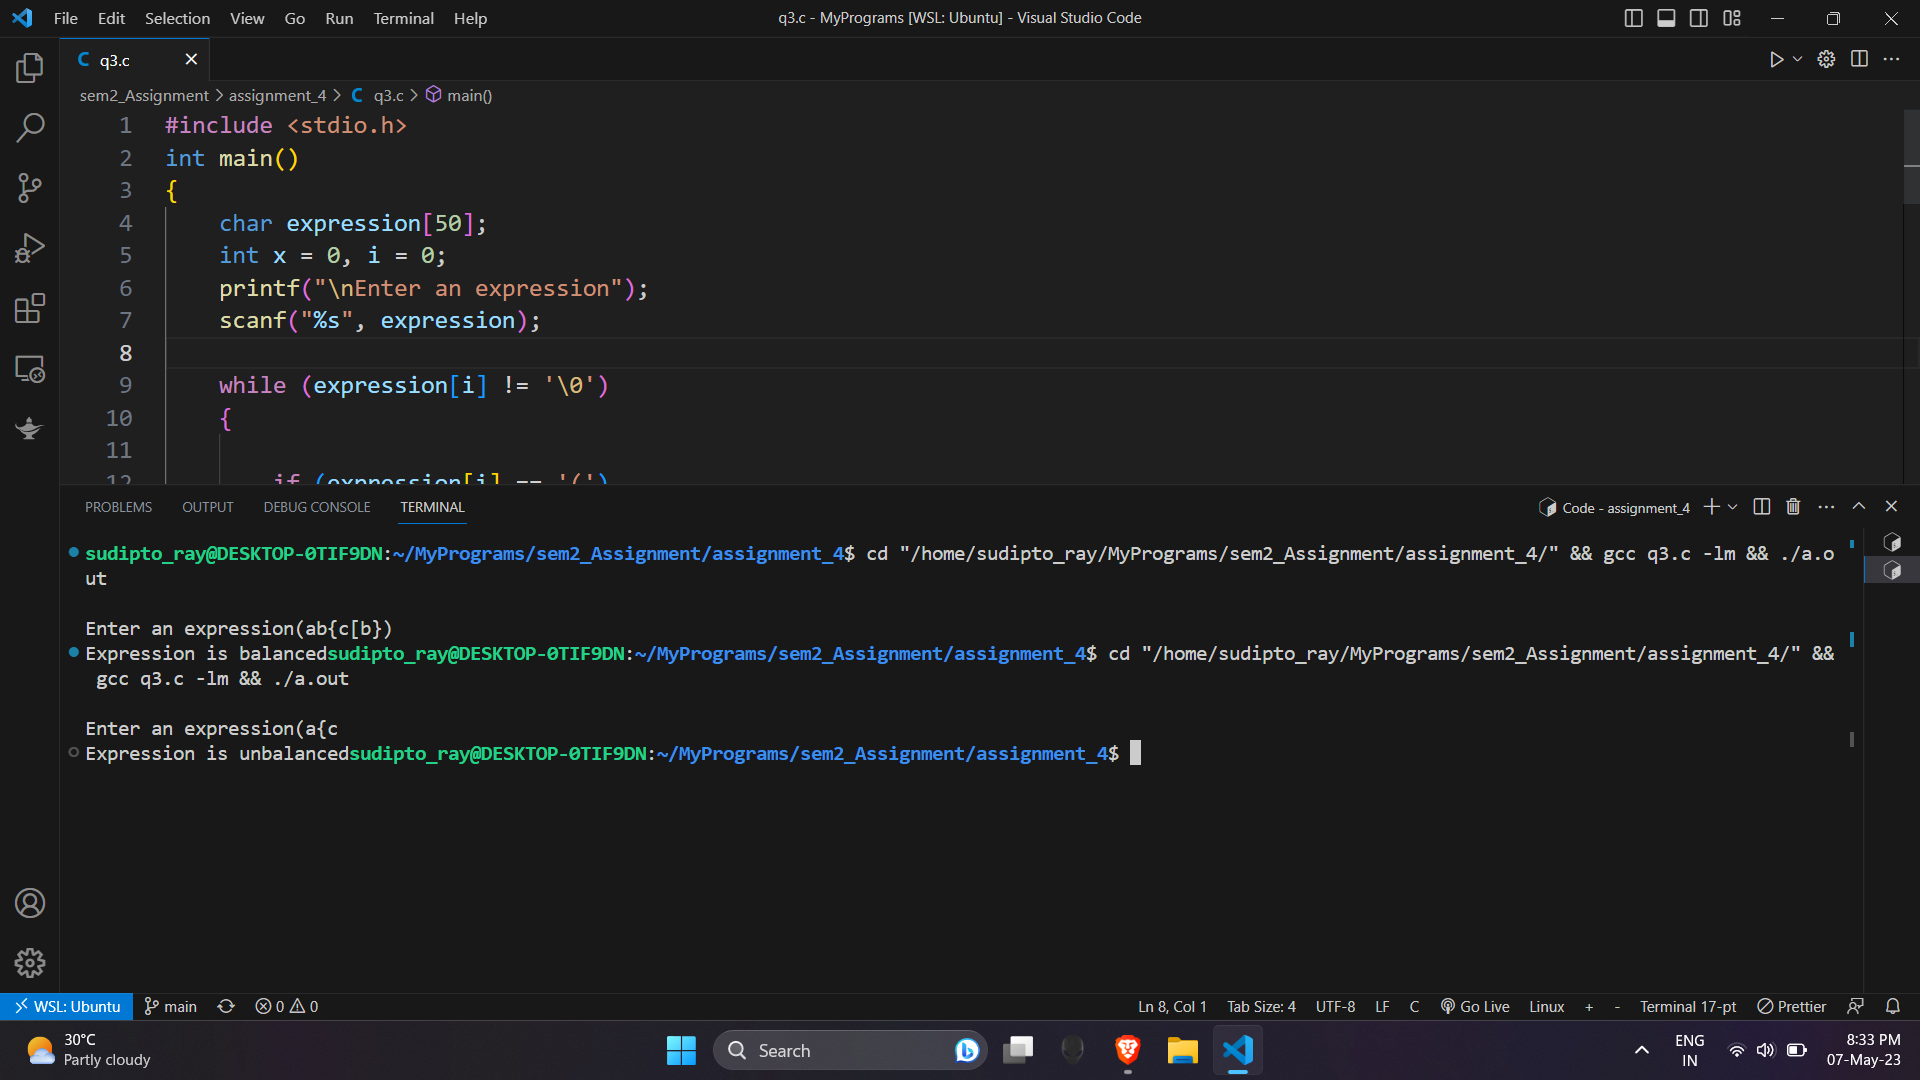 File Edit Selection View Go Run Terminal Help
q3.c - MyPrograms [WSL: Ubuntu] - Visual Studio Code
C q3.c
sem2_Assignment > assignment_4 > C q3.c > main()
1 #include <stdio.h>
2 int main()
3 {
4 char expression[50];
5 int x = 0, i = 0;
6 printf("\nEnter an expression");
7 scanf("%s", expression);
8
9 while (expression[i] != '\0')
10 {
11
12 if (expression[i] == '(')
PROBLEMS OUTPUT DEBUG CONSOLE TERMINAL
Code - assignment_4
sudipto_ray@DESKTOP-0TIF9DN:~/MyPrograms/sem2_Assignment/assignment_4$ cd "/home/sudipto_ray/MyPrograms/sem2_Assignment/assignment_4/" && gcc q3.c -lm && ./a.o
ut
Enter an expression(ab{c[b})
Expression is balancedsudipto_ray@DESKTOP-0TIF9DN:~/MyPrograms/sem2_Assignment/assignment_4$ cd "/home/sudipto_ray/MyPrograms/sem2_Assignment/assignment_4/" &&
gcc q3.c -lm && ./a.out
Enter an expression(a{c
Expression is unbalancedsudipto_ray@DESKTOP-0TIF9DN:~/MyPrograms/sem2_Assignment/assignment_4$
WSL: Ubuntu main 0 0 Ln 8, Col 1 Tab Size: 4 UTF-8 LF C Go Live Linux + - Terminal 17-pt Prettier
30°C
Partly cloudy
Search
ENG
IN
8:33 PM
07-May-23